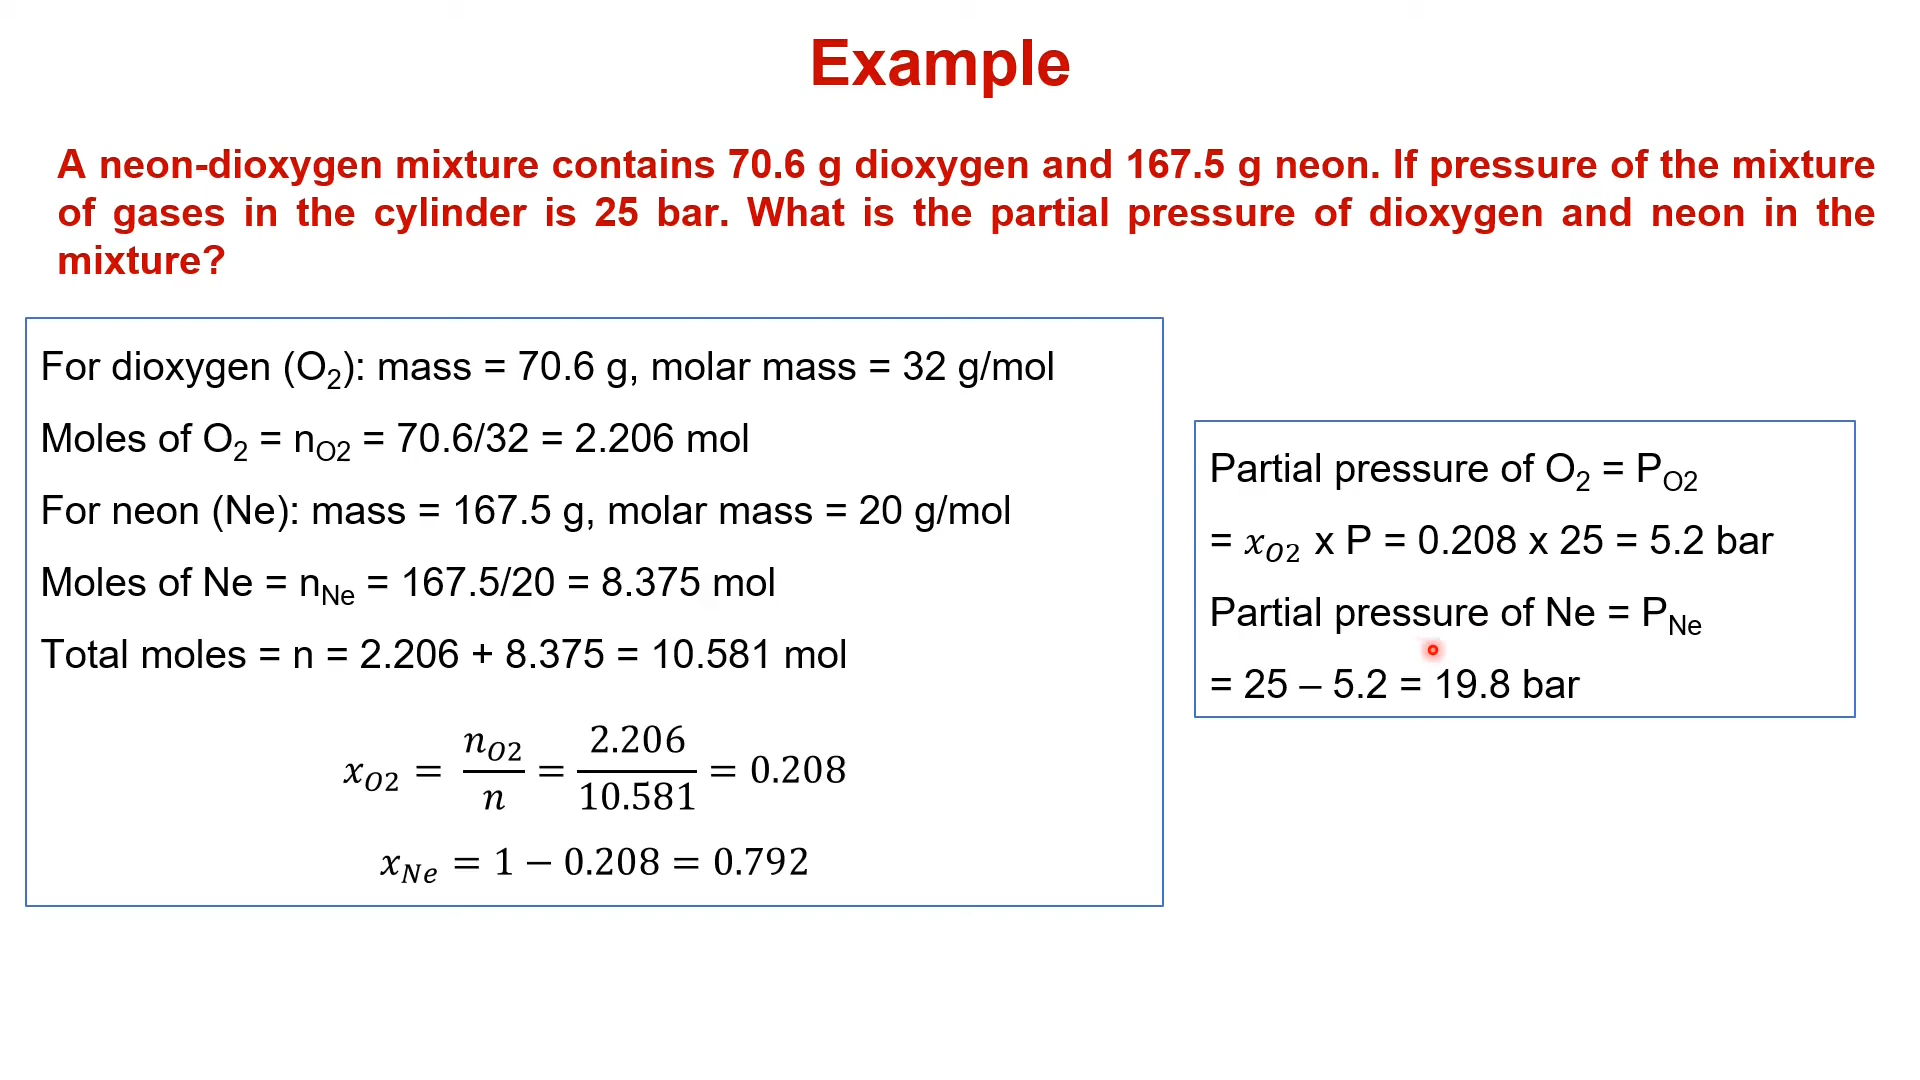 Example
A neon-dioxygen mixture contains 70.6 g dioxygen and 167.5 g neon. If pressure of the mixture
of gases in the cylinder is 25 bar. What is the partial pressure of dioxygen and neon in the
mixture?
For dioxygen (O₂): mass = 70.6 g, molar mass = 32 g/mol
Moles of O₂ = n_O2 = 70.6/32 = 2.206 mol
For neon (Ne): mass = 167.5 g, molar mass = 20 g/mol
Moles of Ne = n_Ne = 167.5/20 = 8.375 mol
Total moles = n = 2.206 + 8.375 = 10.581 mol
x_O2 = n_O2/n = 2.206/10.581 = 0.208
x_Ne = 1 − 0.208 = 0.792
Partial pressure of O₂ = P_O2
= x_O2 x P = 0.208 x 25 = 5.2 bar
Partial pressure of Ne = P_Ne
= 25 – 5.2 = 19.8 bar